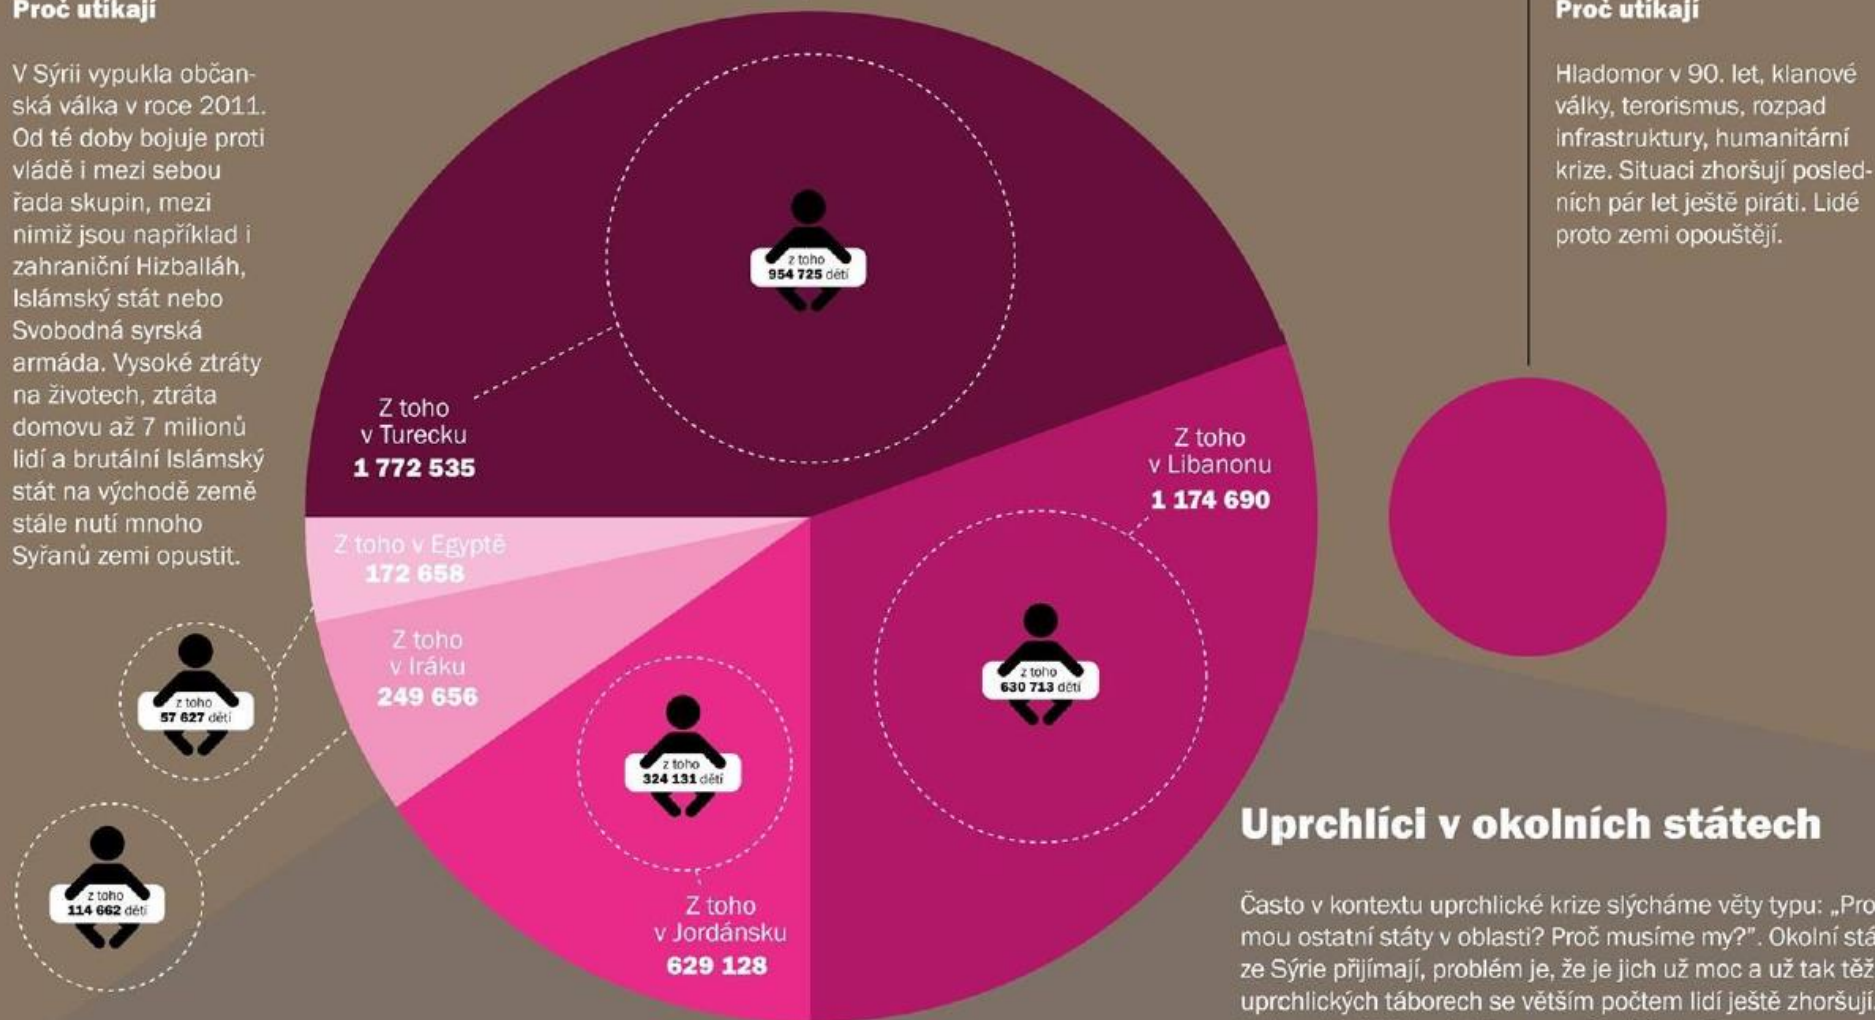 Proč utíkají
V Sýrii vypukla občan-
ská válka v roce 2011.
Od té doby bojuje proti
vládě i mezi sebou
řada skupin, mezi
nimiž jsou například i
zahraniční Hizballáh,
Islámský stát nebo
Svobodná syrská
armáda. Vysoké ztráty
na životech, ztráta
domovu až 7 milionů
lidí a brutální Islámský
stát na východě země
stále nutí mnoho
Syřanů zemi opustit.
z toho
954 725 dětí
Z toho
v Turecku
1 772 535
Z toho
v Libanonu
1 174 690
z toho
630 713 dětí
Z toho v Egyptě
172 658
z toho
57 627 dětí
Z toho
v Iráku
249 656
z toho
114 662 dětí
z toho
324 131 dětí
Z toho
v Jordánsku
629 128
Proč utíkají
Hladomor v 90. let, klanové
války, terorismus, rozpad
infrastruktury, humanitární
krize. Situaci zhoršují posled-
ních pár let ještě piráti. Lidé
proto zemi opouštějí.
Uprchlíci v okolních státech
Často v kontextu uprchlické krize slýcháme věty typu: „Pro
mou ostatní státy v oblasti? Proč musíme my?”. Okolní stá
ze Sýrie přijímají, problém je, že je jich už moc a už tak těž
uprchlických táborech se větším počtem lidí ještě zhoršují.